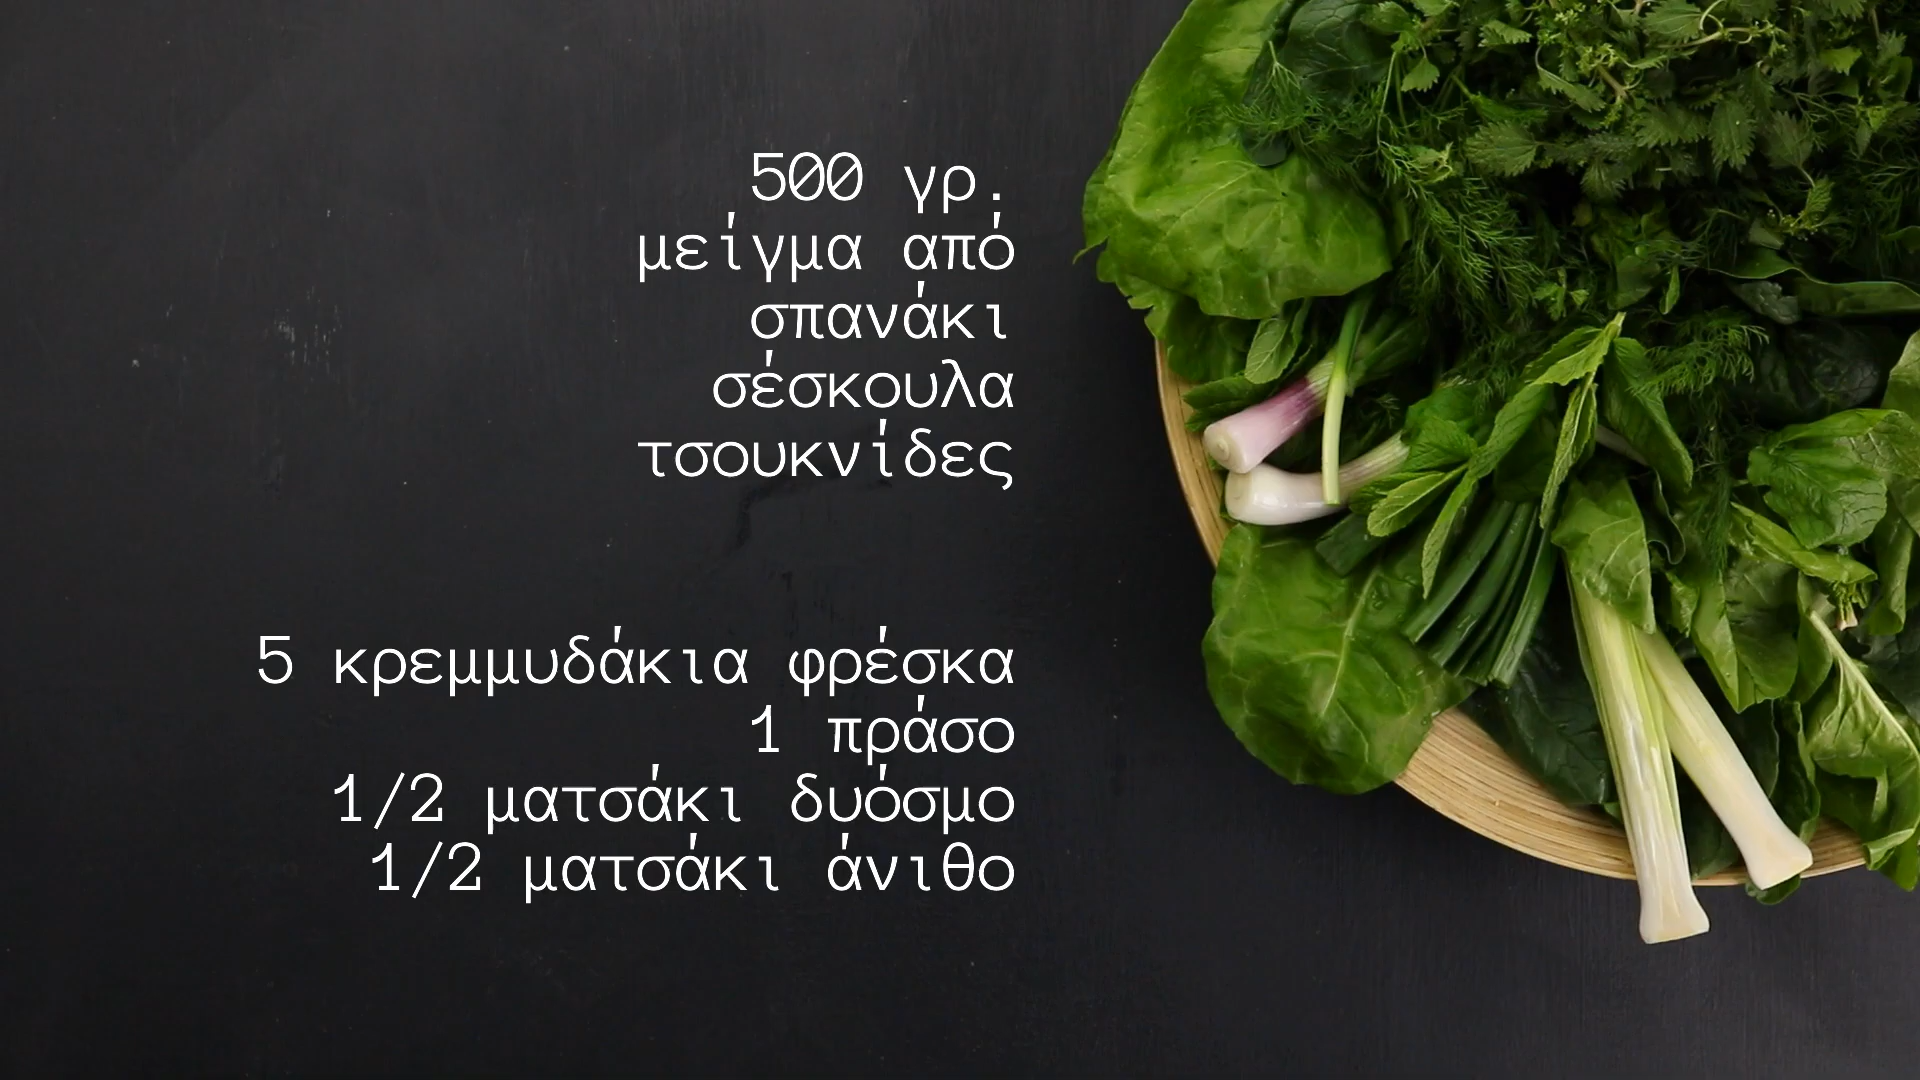 500 γρ.
μείγμα από
σπανάκι
σέσκουλα
τσουκνίδες
5 κρεμμυδάκια φρέσκα
1 πράσο
1/2 ματσάκι δυόσμο
1/2 ματσάκι άνιθο